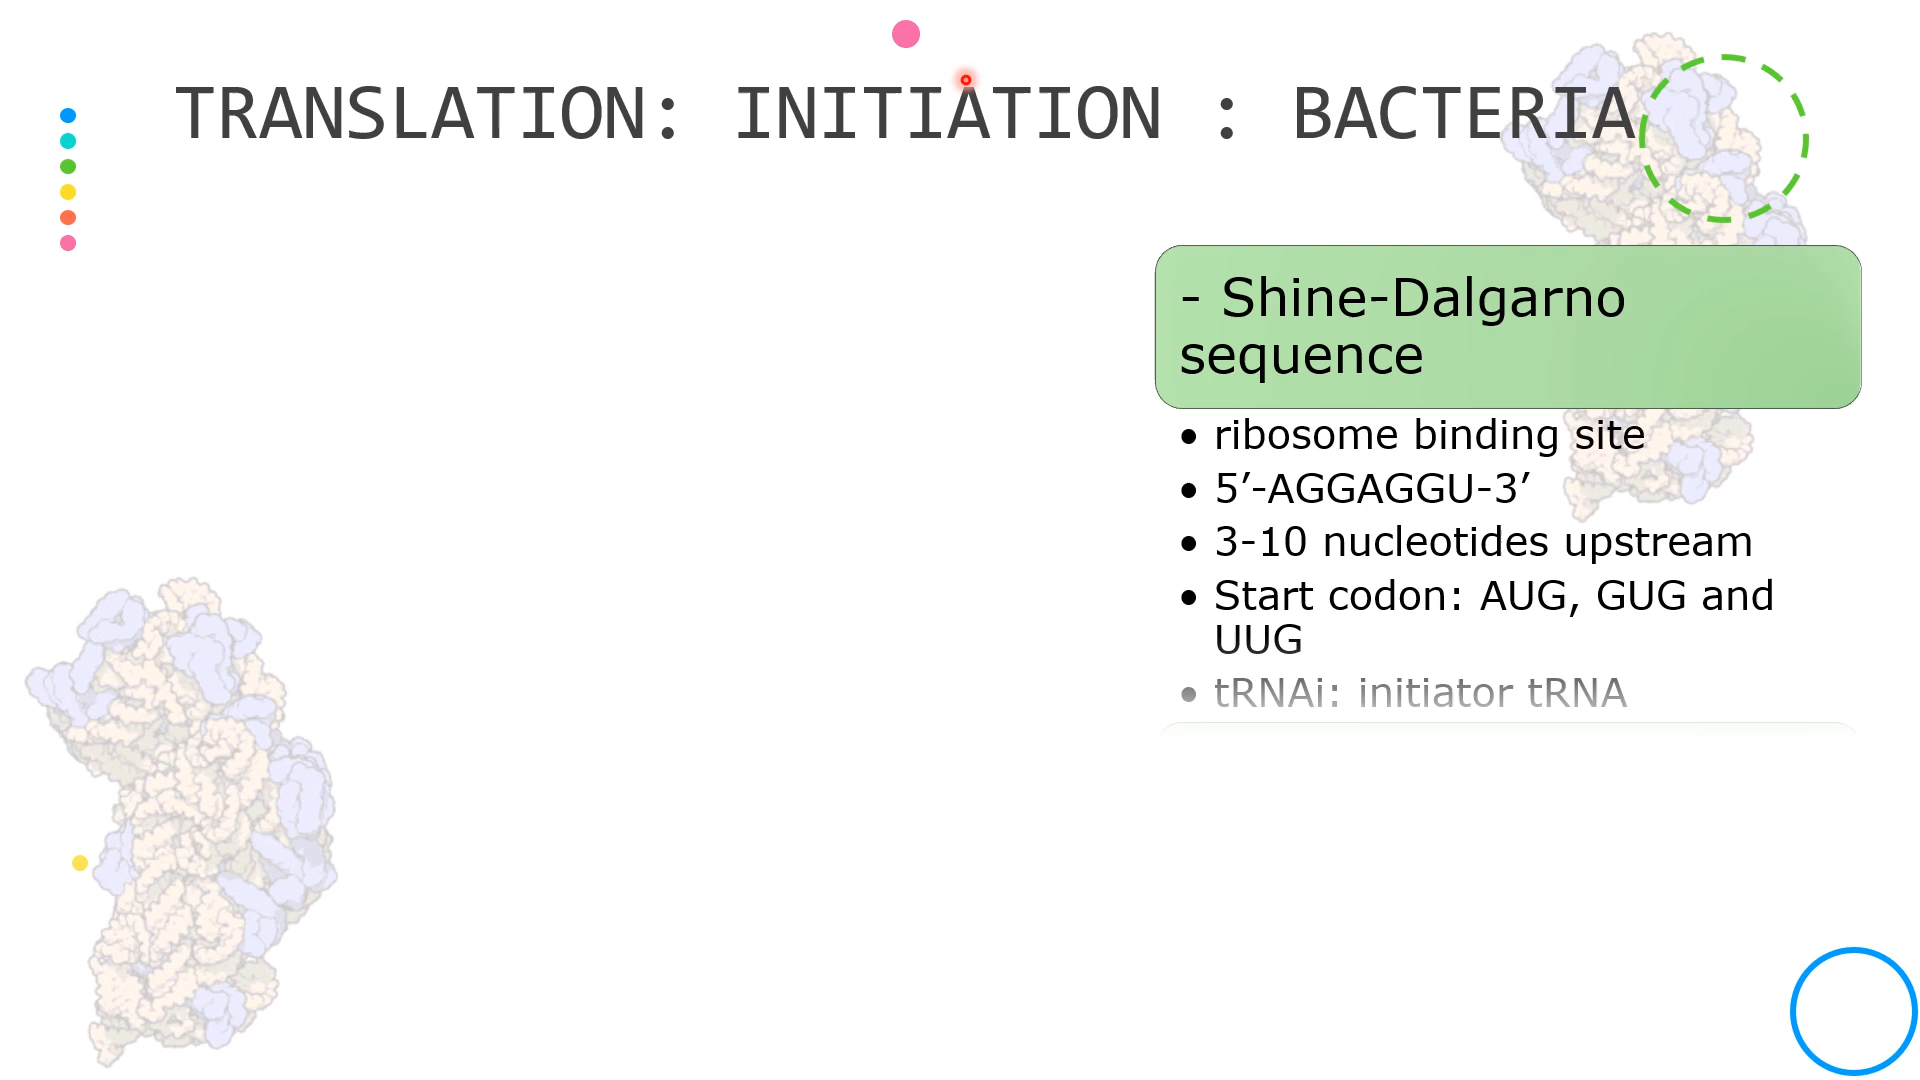 TRANSLATION: INITIATION : BACTERIA
- Shine-Dalgarno
sequence
• ribosome binding site
• 5′-AGGAGGU-3′
• 3-10 nucleotides upstream
• Start codon: AUG, GUG and
UUG
• tRNAi: initiator tRNA